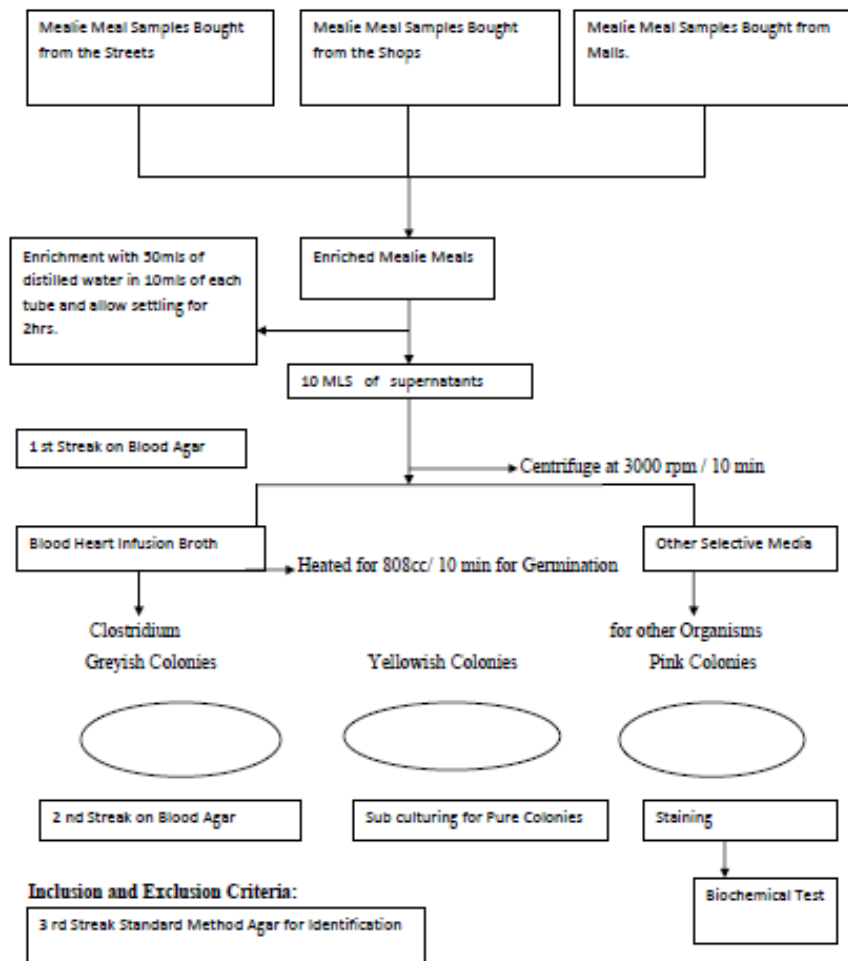 Mealie Meal Samples Bought
from the Streets
Mealie Meal Samples Bought
from the Shops
Mealie Meal Samples Bought from
Malls.
Enrichment with 50mls of
distilled water in 10mls of each
tube and allow settling for
2hrs.
Enriched Mealie Meals
10 MLS of supernatants
1 st Streak on Blood Agar
Centrifuge at 3000 rpm / 10 min
Blood Heart Infusion Broth
Other Selective Media
Heated for 808cc/ 10 min for Germination
Clostridium
for other Organisms
Greyish Colonies
Yellowish Colonies
Pink Colonies
2 nd Streak on Blood Agar
Sub culturing for Pure Colonies
Staining
Biochemical Test
Inclusion and Exclusion Criteria:
3 rd Streak Standard Method Agar for Identification